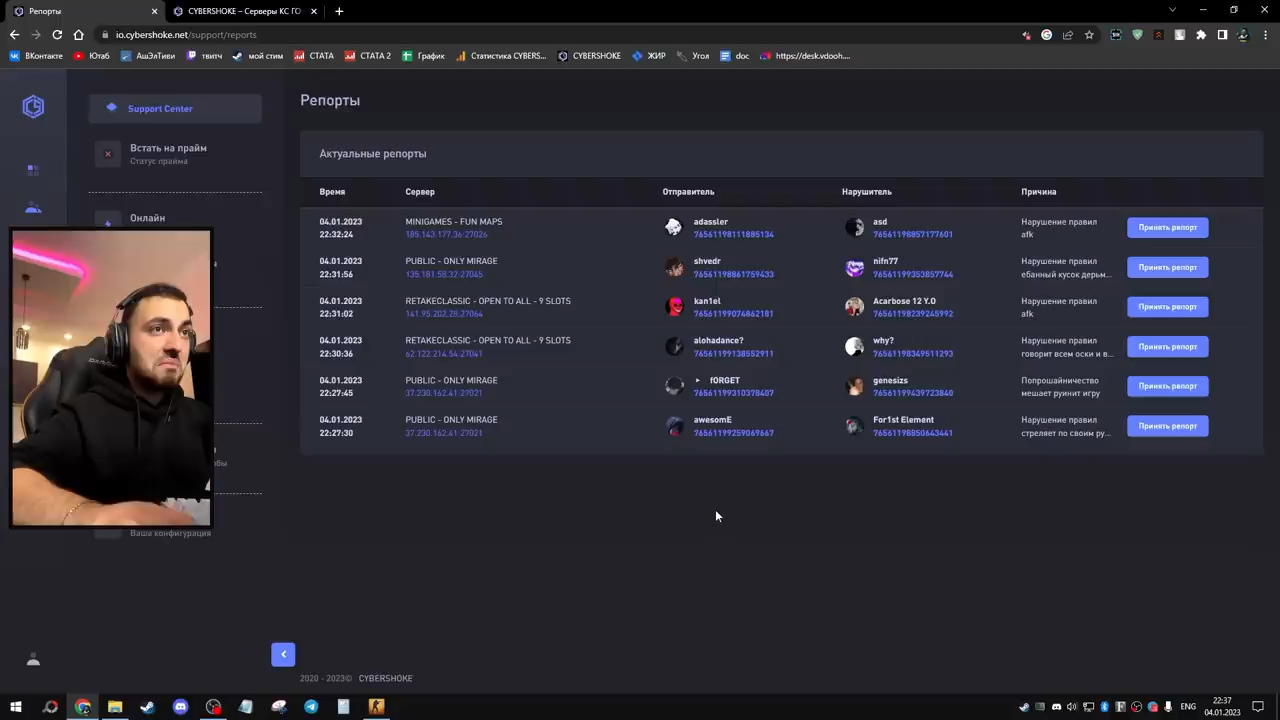 Репорты
CYBERSHOKE – Серверы КС ГО
io.cybershoke.net/support/reports
ВКонтакте
Ютаб
АшЭлТиви
твитч
мой стим
СТАТА
СТАТА 2
График
Статистика CYBERS...
CYBERSHOKE
ЖИР
Угол
doc
https://desk.vdooh...
Support Center
Встать на прайм
Статус прайма
Онлайн
Ваша конфигурация
Репорты
Актуальные репорты
Время Сервер Отправитель Нарушитель Причина
04.01.2023 MINIGAMES - FUN MAPS adassler asd Нарушение правил
22:32:24 185.143.177.36:27026 76561198111885134 76561198857177601 afk Принять репорт
04.01.2023 PUBLIC - ONLY MIRAGE shvedr nifn77 Нарушение правил
22:31:56 135.181.58.32:27045 76561198861759433 76561199353857744 ебанный кусок дерьм... Принять репорт
04.01.2023 RETAKECLASSIC - OPEN TO ALL - 9 SLOTS kan1el Acarbose 12 Y.O Нарушение правил
22:31:02 141.95.202.28:27064 76561199074862181 76561198239245992 afk Принять репорт
04.01.2023 RETAKECLASSIC - OPEN TO ALL - 9 SLOTS alohadance? why? Нарушение правил
22:30:36 62.122.214.54:27041 76561199138552911 76561198349511293 говорит всем оски и в... Принять репорт
04.01.2023 PUBLIC - ONLY MIRAGE fORGET genesizs Попрошайничество
22:27:45 37.230.162.41:27021 76561199310378407 76561199439723840 мешает руинит игру Принять репорт
04.01.2023 PUBLIC - ONLY MIRAGE awesomE For1st Element Нарушение правил
22:27:30 37.230.162.41:27021 76561199259069667 76561198850643441 стреляет по своим ру... Принять репорт
2020 - 2023© CYBERSHOKE
ENG
22:37
04.01.2023